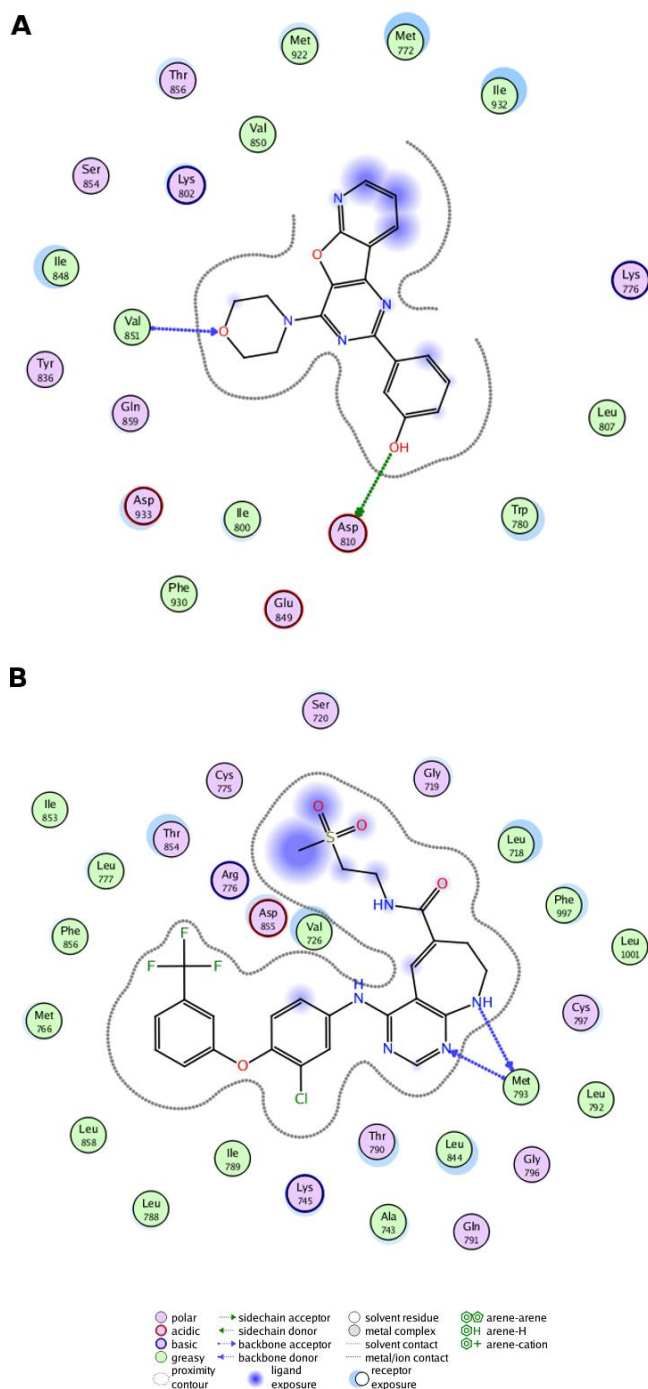 A
Met
922
Met
772
Thr
856
Ile
932
Val
850
Ser
854
Lys
802
N
O
Ile
848
Lys
776
Val
851
O
N
N
N
Tyr
836
Gln
859
Leu
807
OH
Asp
933
Ile
800
Asp
810
Trp
780
Phe
930
Glu
849
B
Ser
720
Cys
775
Gly
719
Ile
853
O
O
S
Thr
854
Leu
718
Leu
777
Arg
776
O
HN
Asp
855
Val
726
Phe
997
Phe
856
F
F
F
Leu
1001
H
N
NH
Met
766
Cys
797
N
N
O
Met
793
Cl
Leu
792
Leu
858
Ile
789
Thr
790
Leu
844
Gly
796
Lys
745
Leu
788
Ala
743
Gln
791
polar sidechain acceptor solvent residue arene-arene
acidic sidechain donor metal complex H arene-H
basic backbone acceptor solvent contact + arene-cation
greasy backbone donor metal/ion contact
proximity contour ligand exposure receptor exposure